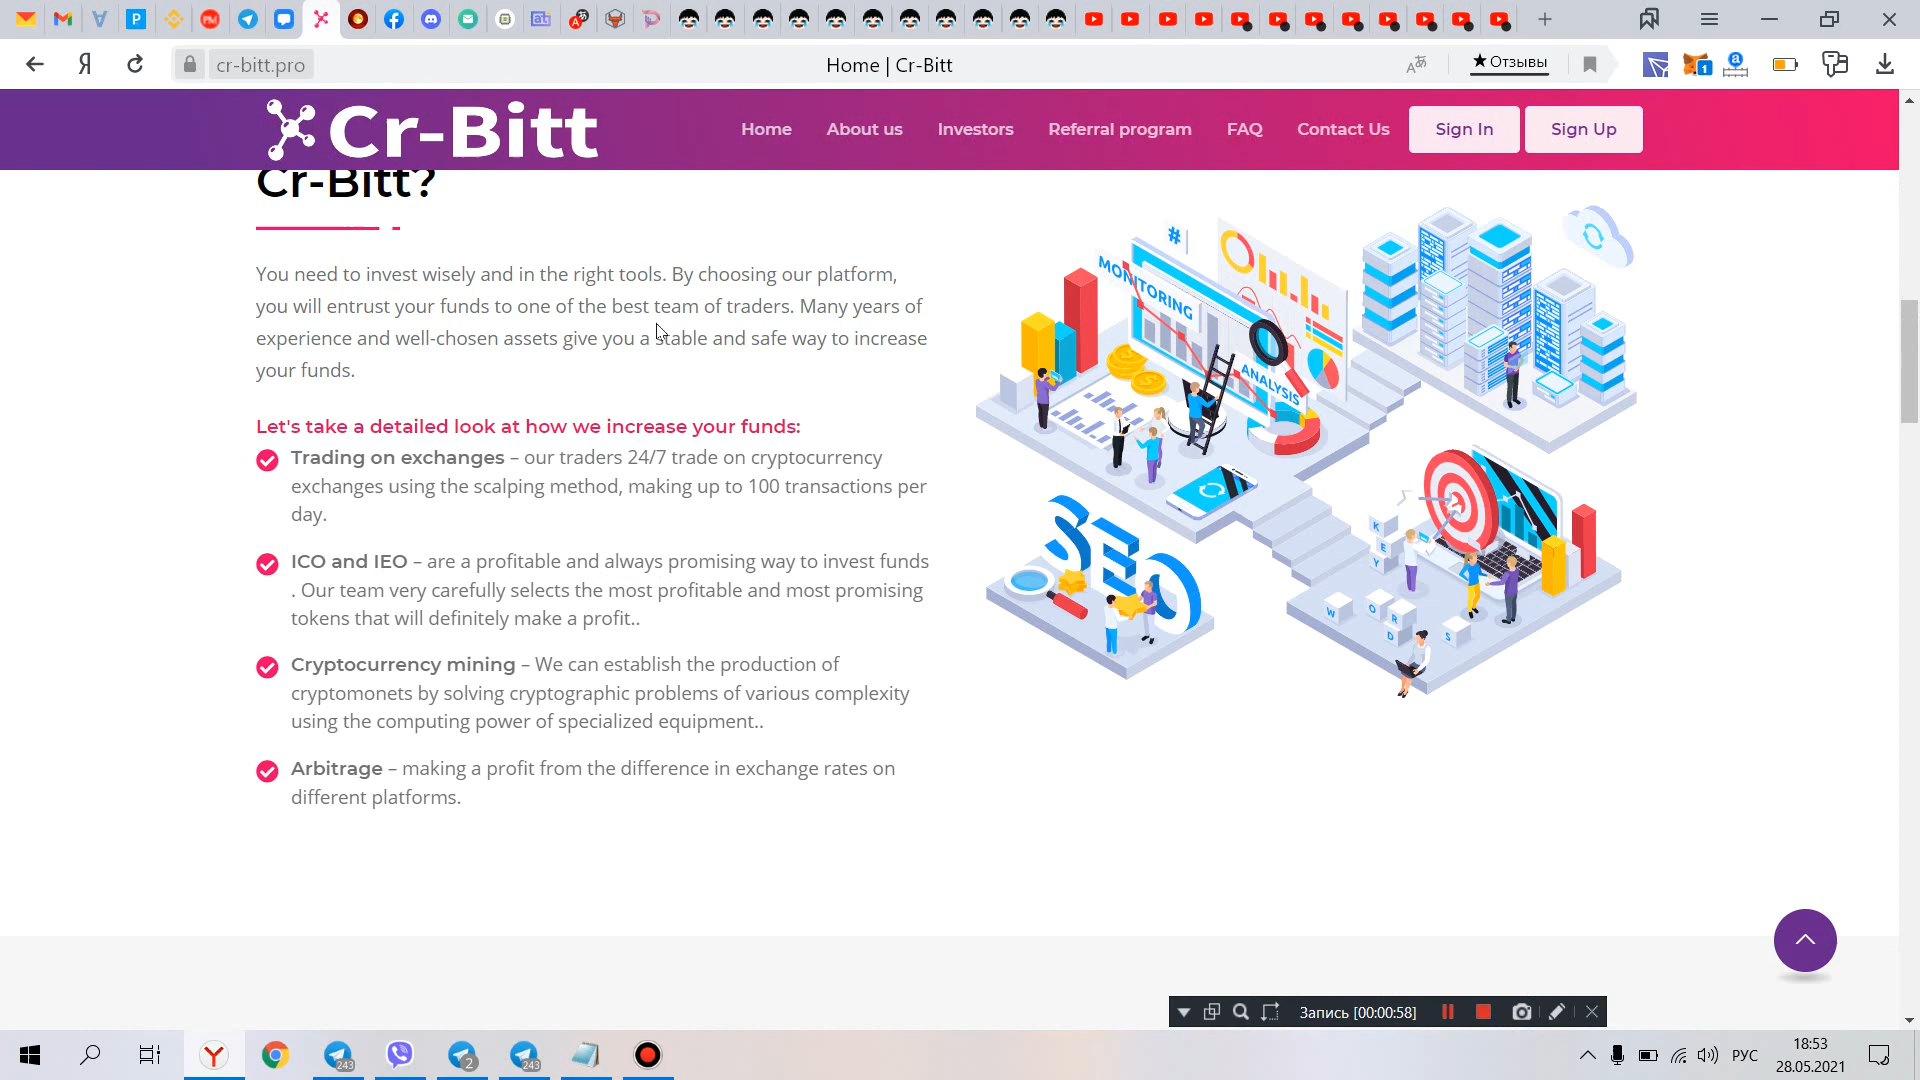 PM
cr-bitt.pro
Home | Cr-Bitt
★ Отзывы
1
Cr-Bitt
Home
About us
Investors
Referral program
FAQ
Contact Us
Sign In
Sign Up
Cr-Bitt?
You need to invest wisely and in the right tools. By choosing our platform,
you will entrust your funds to one of the best team of traders. Many years of
experience and well-chosen assets give you a stable and safe way to increase
your funds.
Let's take a detailed look at how we increase your funds:
Trading on exchanges – our traders 24/7 trade on cryptocurrency
exchanges using the scalping method, making up to 100 transactions per
day.
ICO and IEO – are a profitable and always promising way to invest funds
. Our team very carefully selects the most profitable and most promising
tokens that will definitely make a profit..
Cryptocurrency mining – We can establish the production of
cryptomonets by solving cryptographic problems of various complexity
using the computing power of specialized equipment..
Arbitrage – making a profit from the difference in exchange rates on
different platforms.
#
MONITORING
ANALYSIS
SEO
KEY
WORDS
Запись [00:00:58]
243
2
243
РУС
18:53
28.05.2021